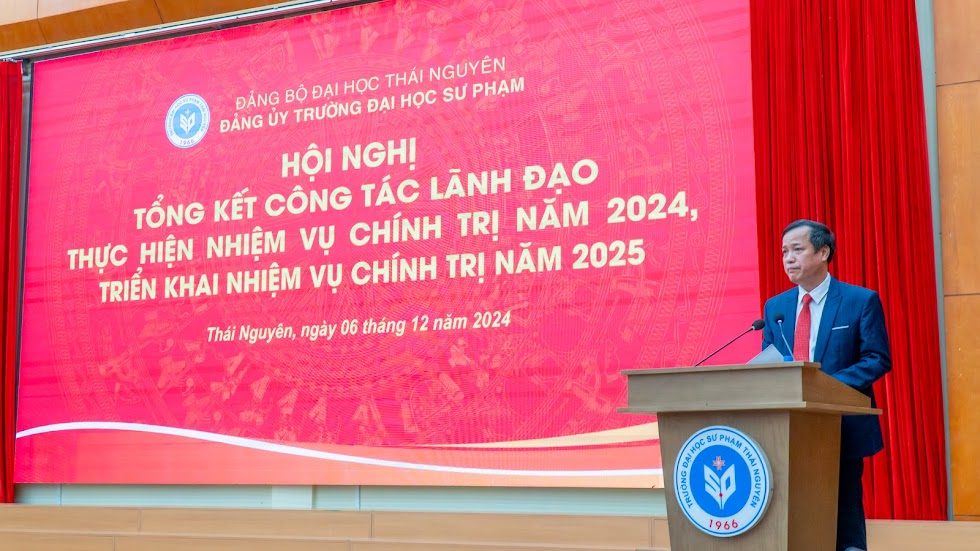 ĐẢNG BỘ ĐẠI HỌC THÁI NGUYÊN
ĐẢNG ỦY TRƯỜNG ĐẠI HỌC SƯ PHẠM
1966
HỘI NGHỊ
TỔNG KẾT CÔNG TÁC LÃNH ĐẠO
THỰC HIỆN NHIỆM VỤ CHÍNH TRỊ NĂM 2024,
TRIỂN KHAI NHIỆM VỤ CHÍNH TRỊ NĂM 2025
Thái Nguyên, ngày 06 tháng 12 năm 2024
TRƯỜNG ĐẠI HỌC SƯ PHẠM THÁI NGUYÊN
1966